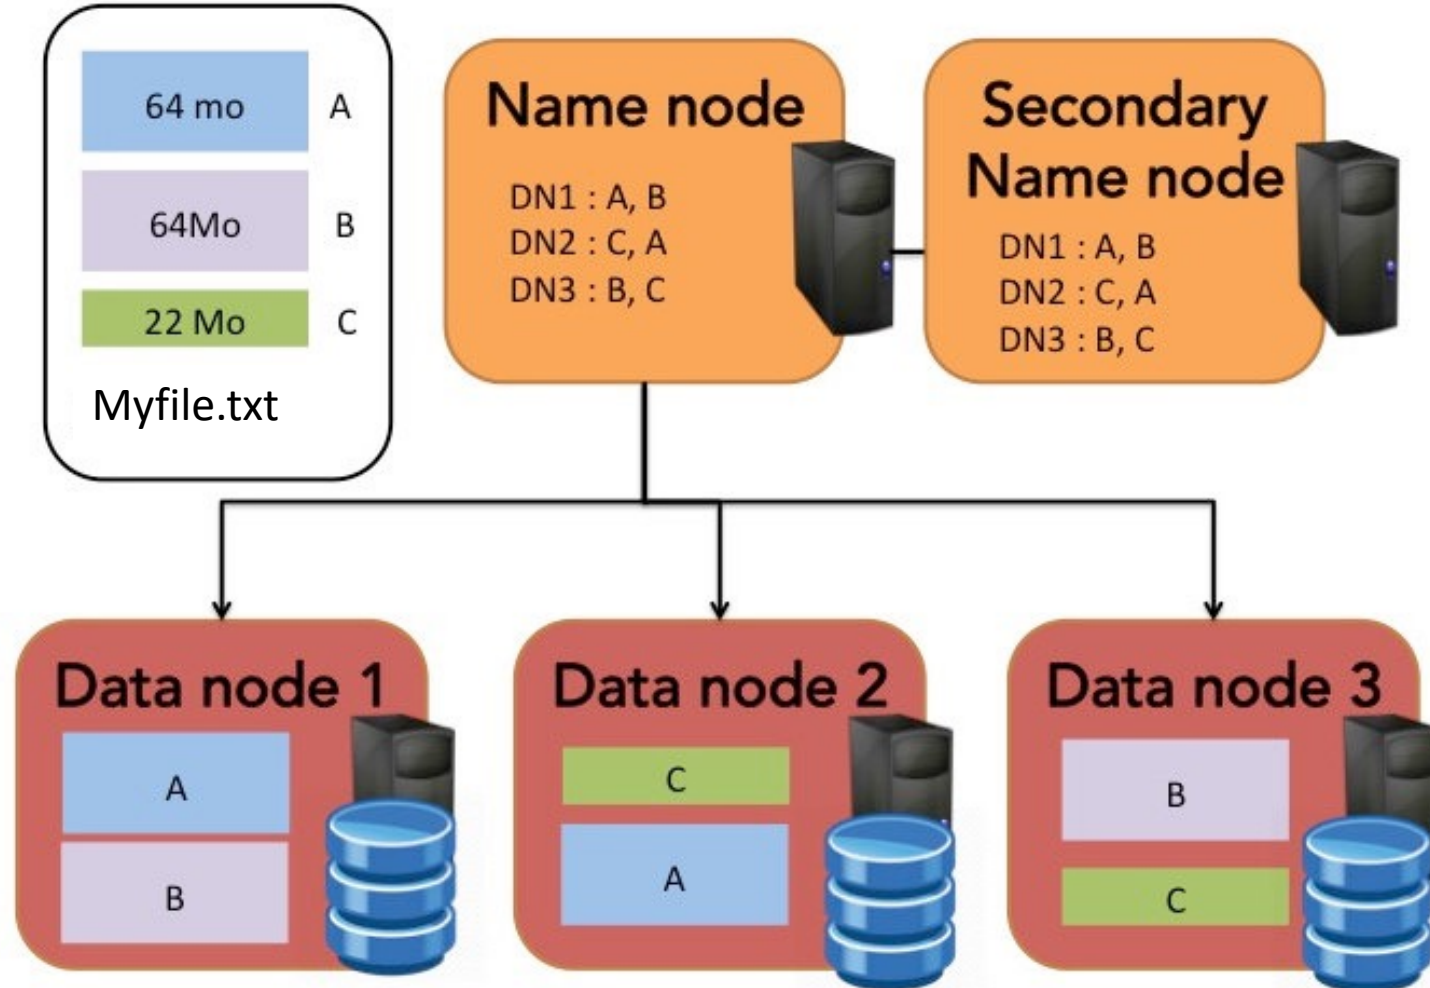 64 mo A
64Mo B
22 Mo C
Myfile.txt
Name node
DN1 : A, B
DN2 : C, A
DN3 : B, C
Secondary
Name node
DN1 : A, B
DN2 : C, A
DN3 : B, C
Data node 1
A
B
Data node 2
C
A
Data node 3
B
C